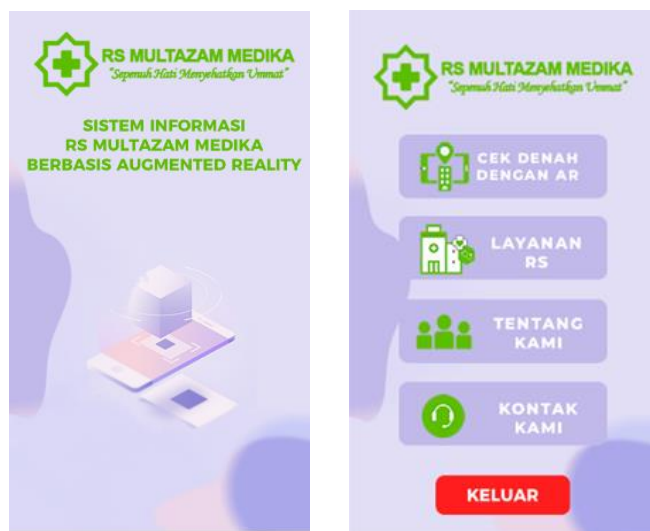 RS MULTAZAM MEDIKA
"Sepenuh Hati Menyehatkan Ummat"
SISTEM INFORMASI
RS MULTAZAM MEDIKA
BERBASIS AUGMENTED REALITY
RS MULTAZAM MEDIKA
"Sepenuh Hati Menyehatkan Ummat"
CEK DENAH
DENGAN AR
LAYANAN
RS
TENTANG
KAMI
KONTAK
KAMI
KELUAR